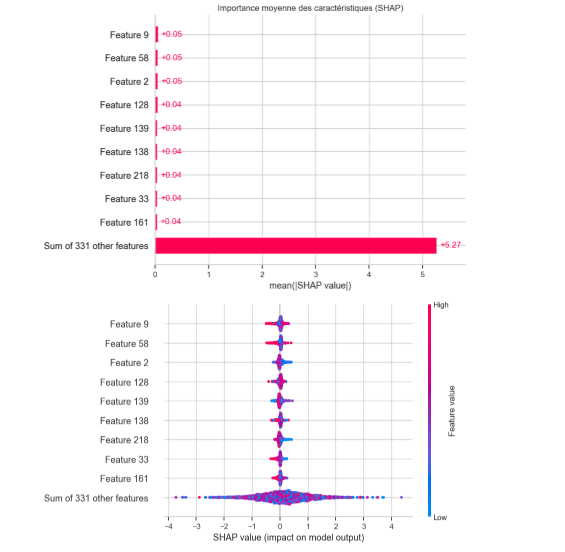 Importance moyenne des caractéristiques (SHAP)
Feature 9 +0.05
Feature 58 +0.05
Feature 2 +0.05
Feature 128 +0.04
Feature 139 +0.04
Feature 138 +0.04
Feature 218 +0.04
Feature 33 +0.04
Feature 161 +0.04
Sum of 331 other features +5.27
0 1 2 3 4 5
mean(|SHAP value|)
High
Feature 9
Feature 58
Feature 2
Feature 128
Feature 139
Feature 138
Feature 218
Feature 33
Feature 161
Sum of 331 other features
Feature value
Low
−4 −3 −2 −1 0 1 2 3 4
SHAP value (impact on model output)